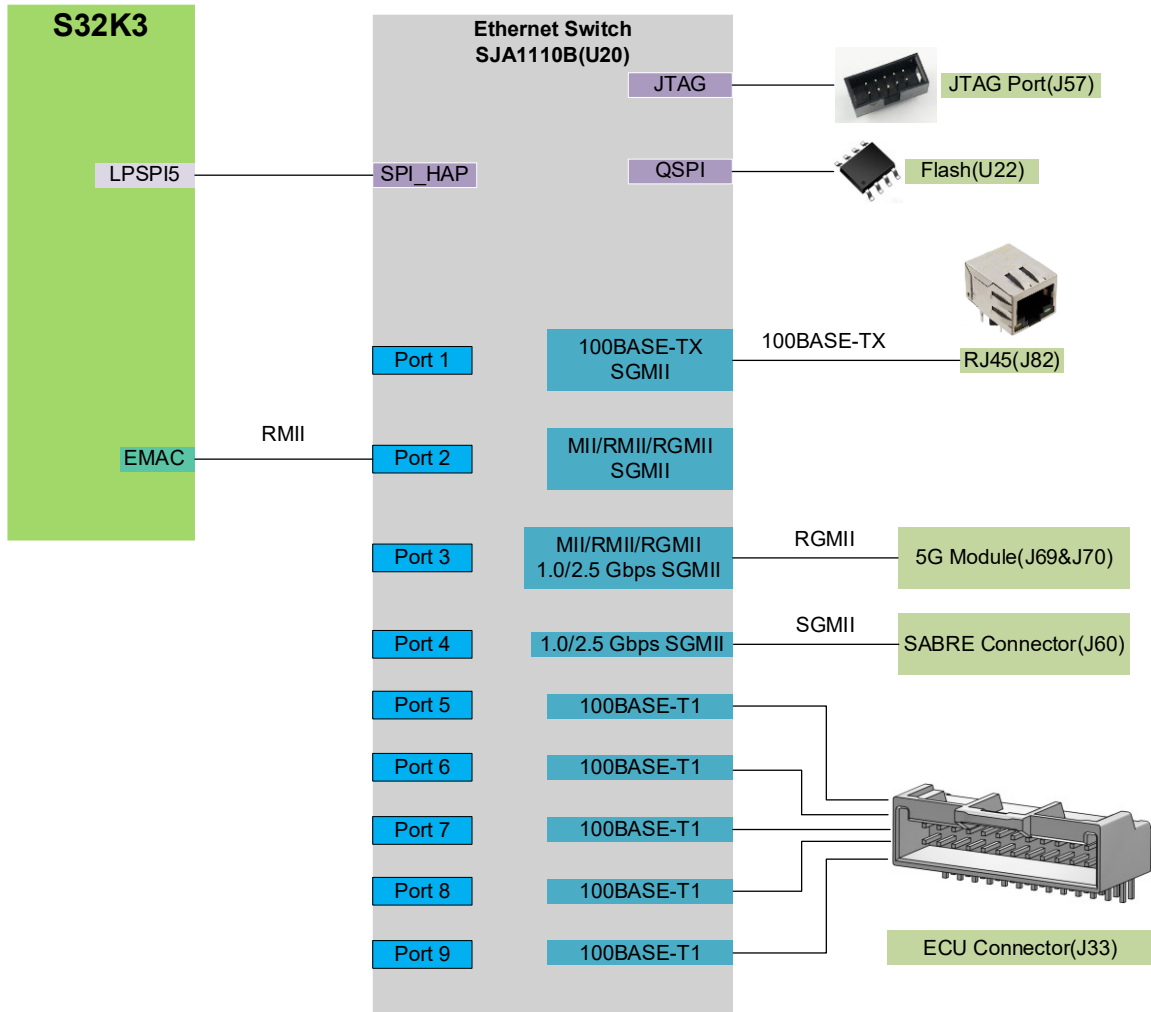 S32K3
Ethernet Switch
SJA1110B(U20)
JTAG
JTAG Port(J57)
LPSPI5
SPI_HAP
QSPI
Flash(U22)
Port 1
100BASE-TX
SGMII
100BASE-TX
RJ45(J82)
EMAC
RMII
Port 2
MII/RMII/RGMII
SGMII
Port 3
MII/RMII/RGMII
1.0/2.5 Gbps SGMII
RGMII
5G Module(J69&J70)
Port 4
1.0/2.5 Gbps SGMII
SGMII
SABRE Connector(J60)
Port 5
100BASE-T1
Port 6
100BASE-T1
Port 7
100BASE-T1
Port 8
100BASE-T1
Port 9
100BASE-T1
ECU Connector(J33)